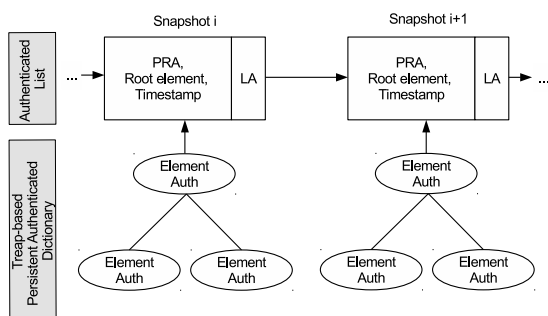 Snapshot i
Snapshot i+1
Authenticated
List
...
PRA,
Root element,
Timestamp
LA
PRA,
Root element,
Timestamp
LA
...
Treap-based
Persistent Authenticated
Dictionary
Element
Auth
Element
Auth
Element
Auth
Element
Auth
Element
Auth
Element
Auth